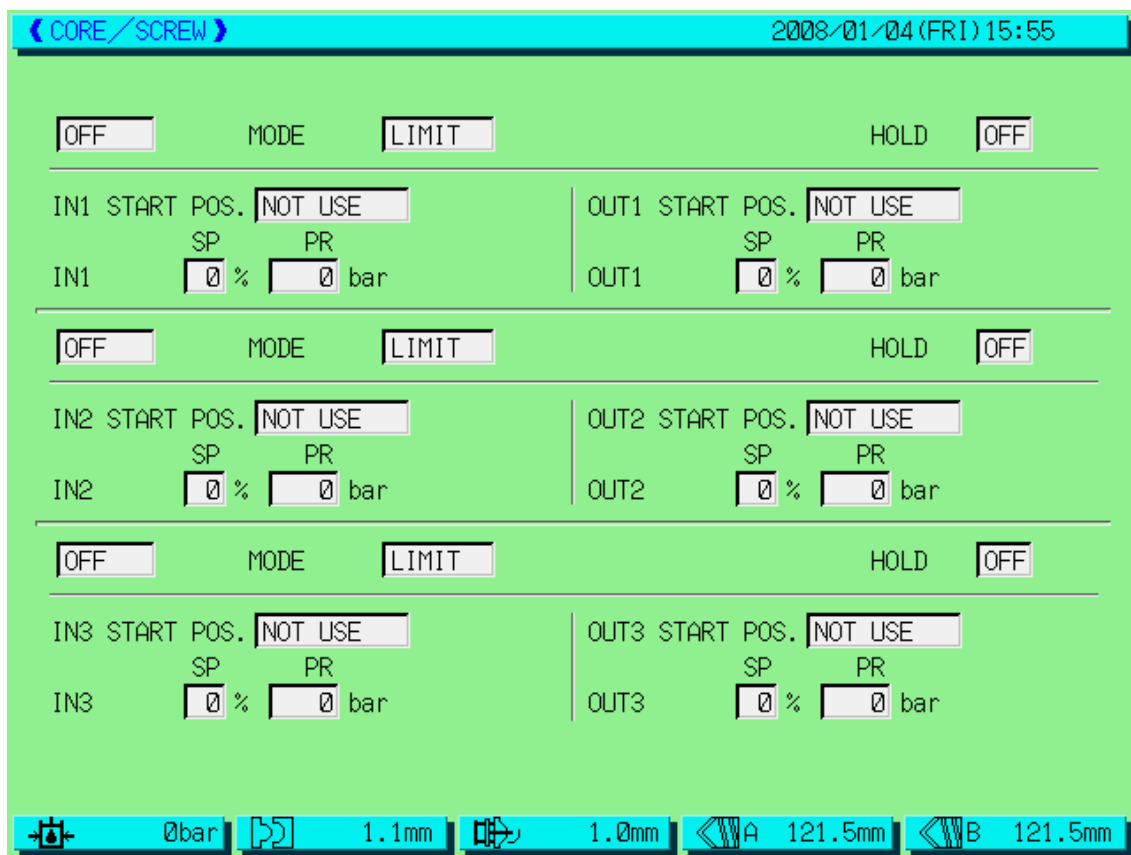 《CORE/SCREW》 2008/01/04(FRI)15:55
OFF MODE LIMIT HOLD OFF
IN1 START POS. NOT USE OUT1 START POS. NOT USE
SP PR SP PR
IN1 0 % 0 bar OUT1 0 % 0 bar
OFF MODE LIMIT HOLD OFF
IN2 START POS. NOT USE OUT2 START POS. NOT USE
SP PR SP PR
IN2 0 % 0 bar OUT2 0 % 0 bar
OFF MODE LIMIT HOLD OFF
IN3 START POS. NOT USE OUT3 START POS. NOT USE
SP PR SP PR
IN3 0 % 0 bar OUT3 0 % 0 bar
0bar 1.1mm 1.0mm A 121.5mm B 121.5mm